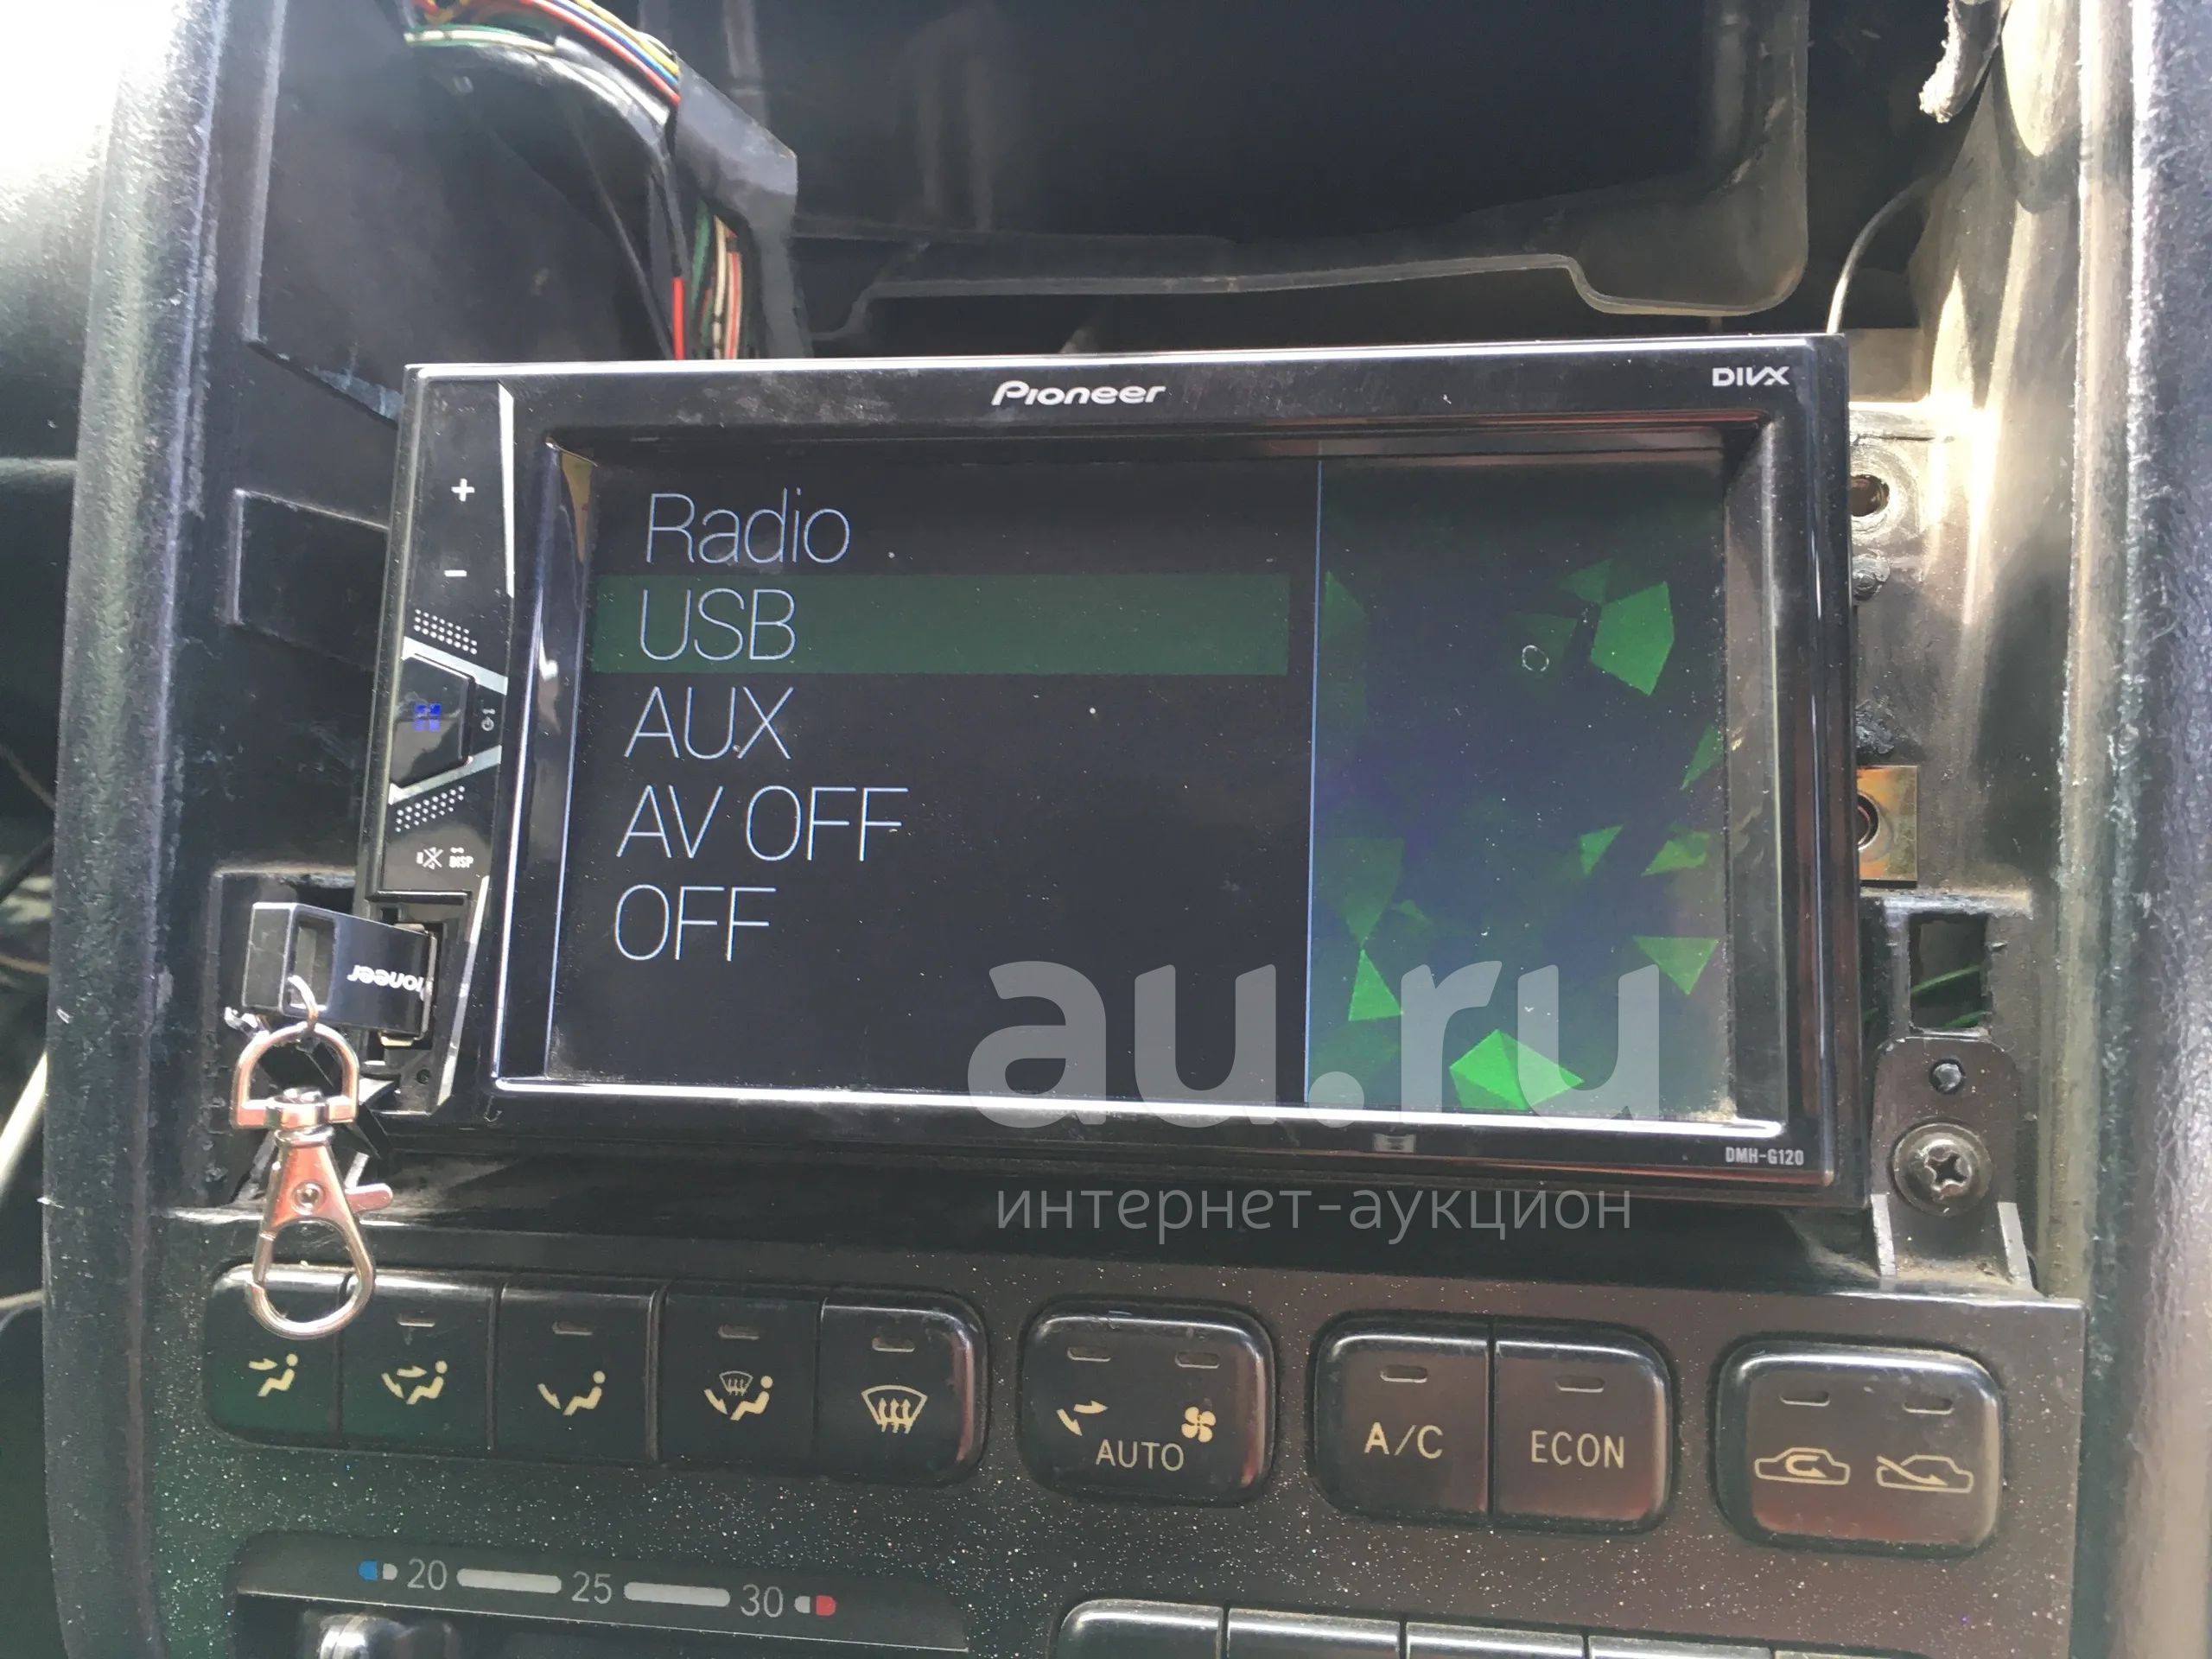 Pioneer
DIVX
+
-
Radio
USB
AUX
AV OFF
OFF
DISP
Pioneer
DMH-G120
au.ru
интернет-аукцион
AUTO
A/C
ECON
20 25 30